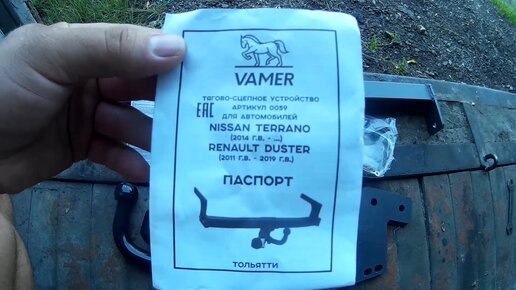 VAMER
ТЯГОВО-СЦЕПНОЕ УСТРОЙСТВО
АРТИКУЛ 0059
EAC ДЛЯ АВТОМОБИЛЕЙ
NISSAN TERRANO
(2014 Г.В. - ...)
RENAULT DUSTER
(2011 Г.В. - 2019 Г.В.)
ПАСПОРТ
ТОЛЬЯТТИ